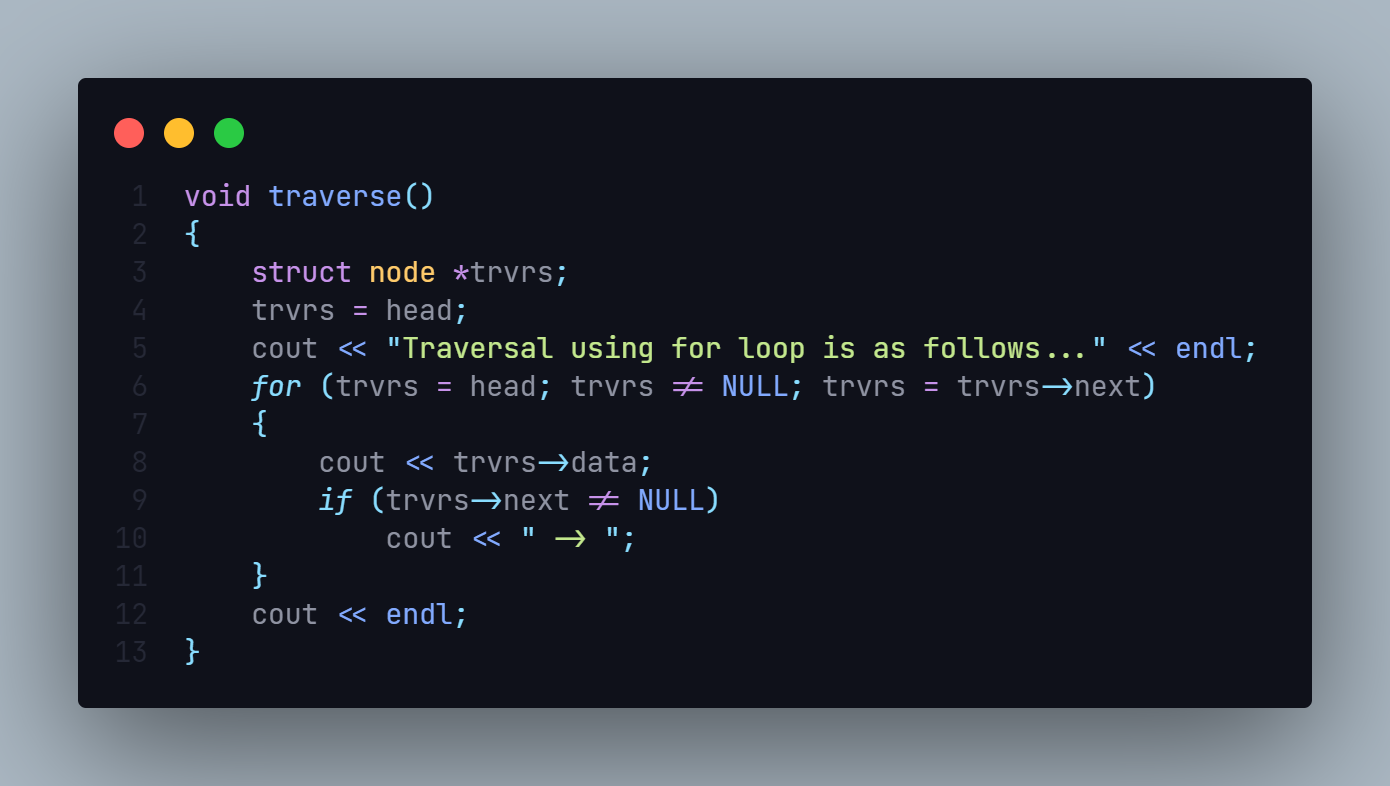 1 void traverse()
2 {
3     struct node *trvrs;
4     trvrs = head;
5     cout << "Traversal using for loop is as follows..." << endl;
6     for (trvrs = head; trvrs != NULL; trvrs = trvrs->next)
7     {
8         cout << trvrs->data;
9         if (trvrs->next != NULL)
10             cout << " -> ";
11     }
12     cout << endl;
13 }